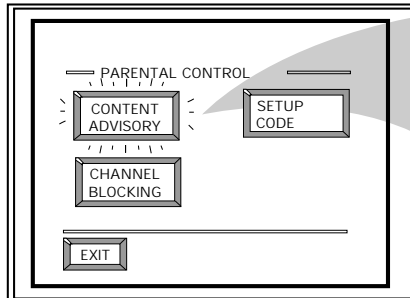 PARENTAL CONTROL
CONTENT
ADVISORY
SETUP
CODE
CHANNEL
BLOCKING
EXIT